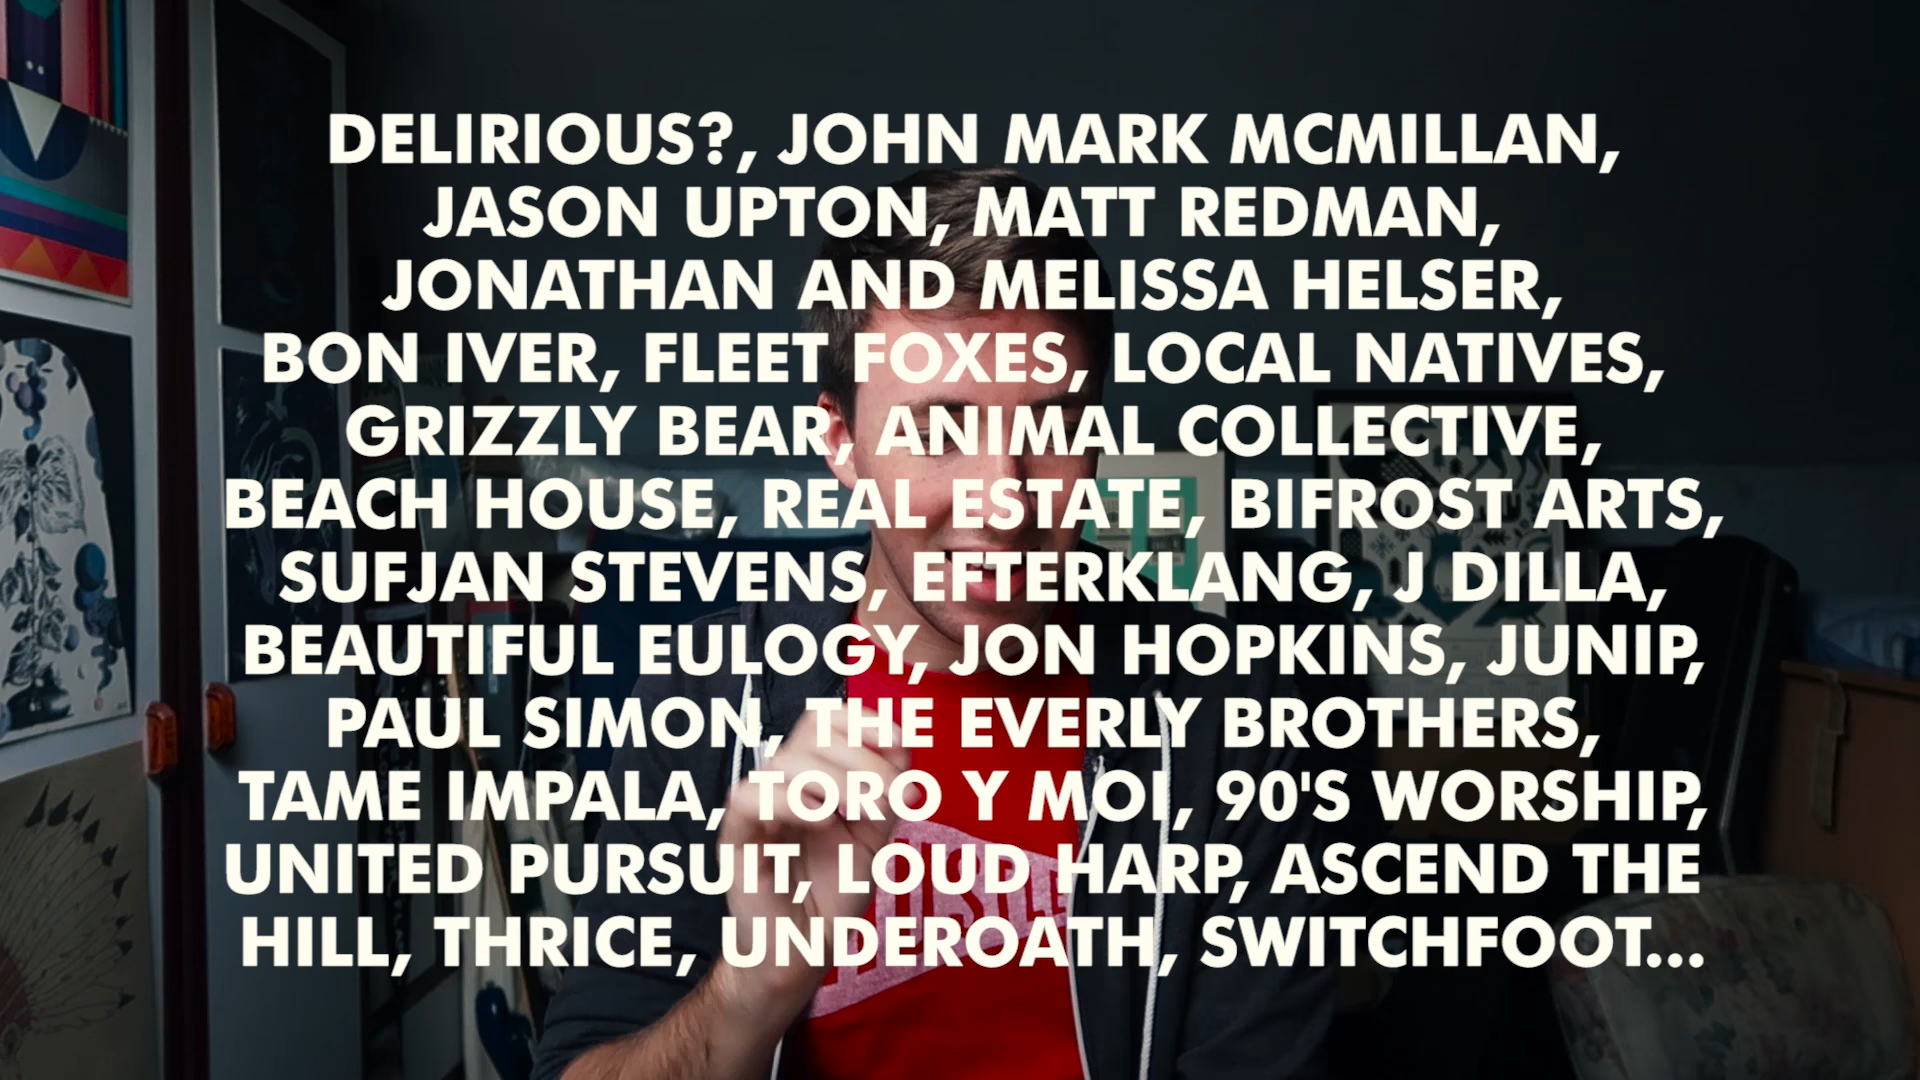 DELIRIOUS?, JOHN MARK MCMILLAN,
JASON UPTON, MATT REDMAN,
JONATHAN AND MELISSA HELSER,
BON IVER, FLEET FOXES, LOCAL NATIVES,
GRIZZLY BEAR, ANIMAL COLLECTIVE,
BEACH HOUSE, REAL ESTATE, BIFROST ARTS,
SUFJAN STEVENS, EFTERKLANG, J DILLA,
BEAUTIFUL EULOGY, JON HOPKINS, JUNIP,
PAUL SIMON, THE EVERLY BROTHERS,
TAME IMPALA, TORO Y MOI, 90'S WORSHIP,
UNITED PURSUIT, LOUD HARP, ASCEND THE
HILL, THRICE, UNDEROATH, SWITCHFOOT...